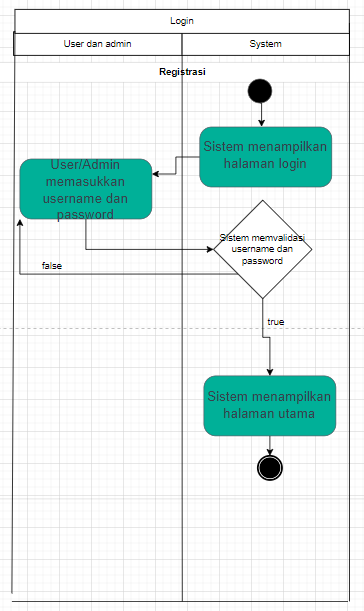 Login
User dan admin
System
Registrasi
Sistem menampilkan
halaman login
User/Admin
memasukkan
username dan
password
Sistem memvalidasi
username dan
password
false
true
Sistem menampilkan
halaman utama